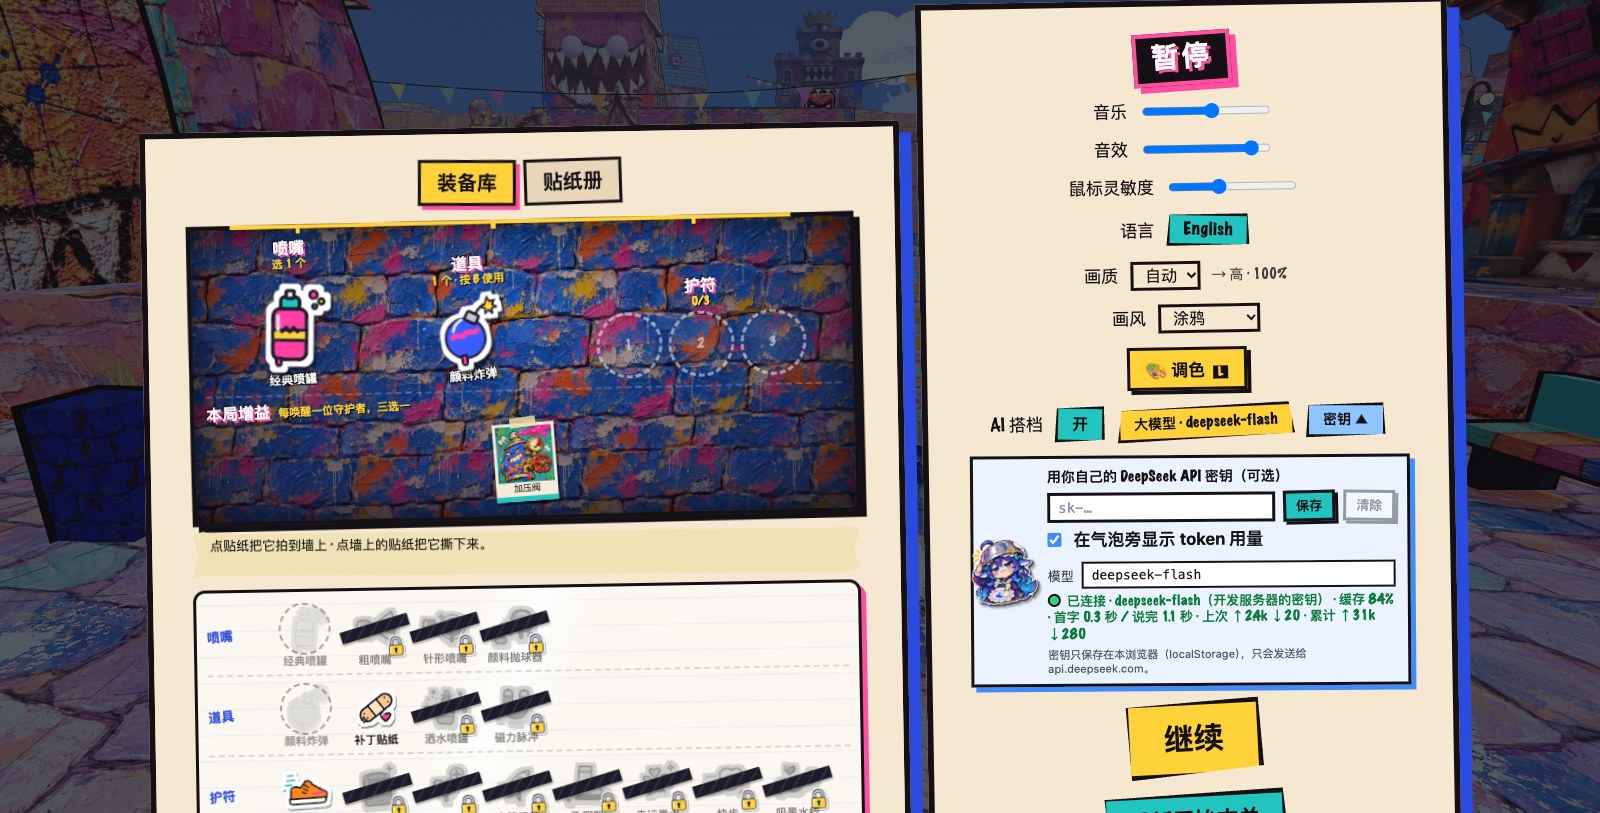 装备库
贴纸册
喷嘴
选 1 个
道具
1 个 · 按 B 使用
护符
0/3
1
2
3
经典喷罐
颜料炸弹
本局增益 每唤醒一位守护者，三选一
加压阀
点贴纸把它拍到墙上 · 点墙上的贴纸把它撕下来。
喷嘴
经典喷罐
粗喷嘴
针形喷嘴
颜料抛球器
道具
颜料炸弹
补丁贴纸
洒水喷罐
磁力脉冲
护符
暂停
音乐
音效
鼠标灵敏度
语言 English
画质 自动 → 高 · 100%
画风 涂鸦
调色 L
AI 搭档 开 大模型 · deepseek-flash 密钥 ▲
用你自己的 DeepSeek API 密钥（可选）
sk-… 保存 清除
在气泡旁显示 token 用量
模型 deepseek-flash
已连接 · deepseek-flash（开发服务器的密钥） · 缓存 84%
· 首字 0.3 秒 / 说完 1.1 秒 · 上次 ↑24k ↓20 · 累计 ↑31k
↓280
密钥只保存在本浏览器（localStorage），只会发送给
api.deepseek.com。
继续